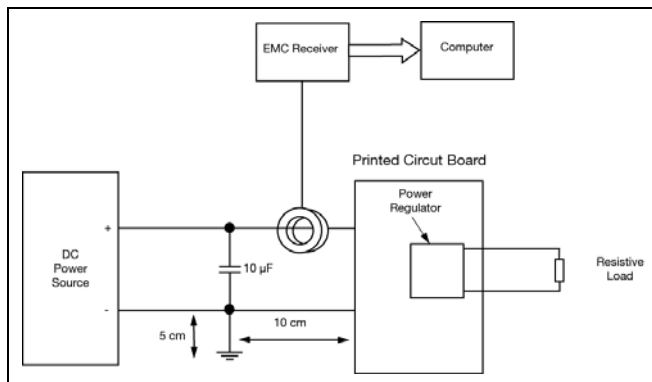 EMC Receiver
Computer
Printed Circut Board
Power
Regulator
+
DC
Power
Source
10 µF
Resistive
Load
-
5 cm
10 cm